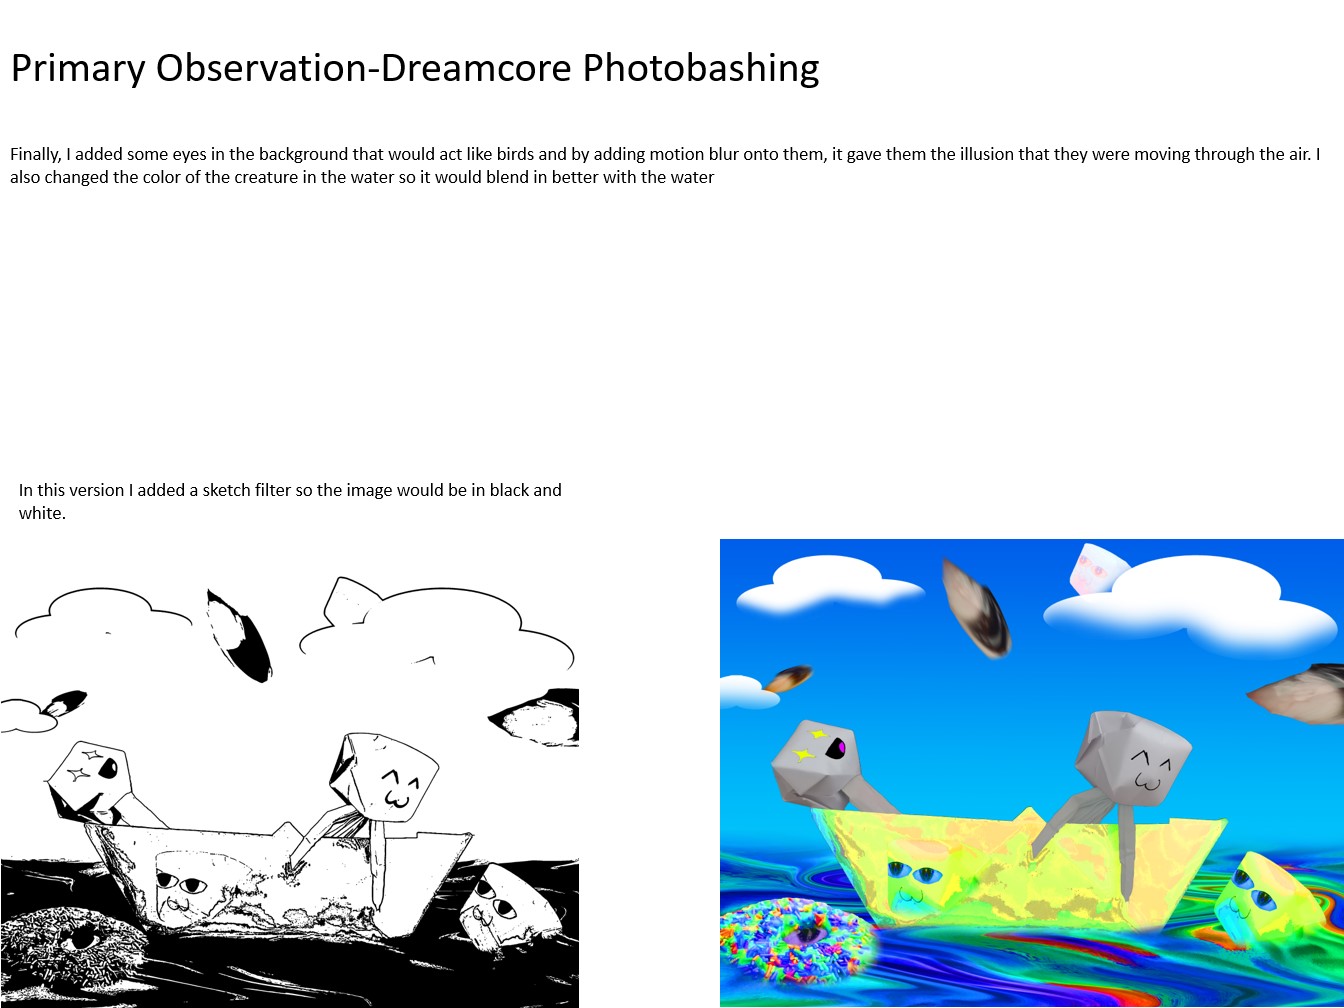 Primary Observation-Dreamcore Photobashing
Finally, I added some eyes in the background that would act like birds and by adding motion blur onto them, it gave them the illusion that they were moving through the air. I
also changed the color of the creature in the water so it would blend in better with the water
In this version I added a sketch filter so the image would be in black and
white.